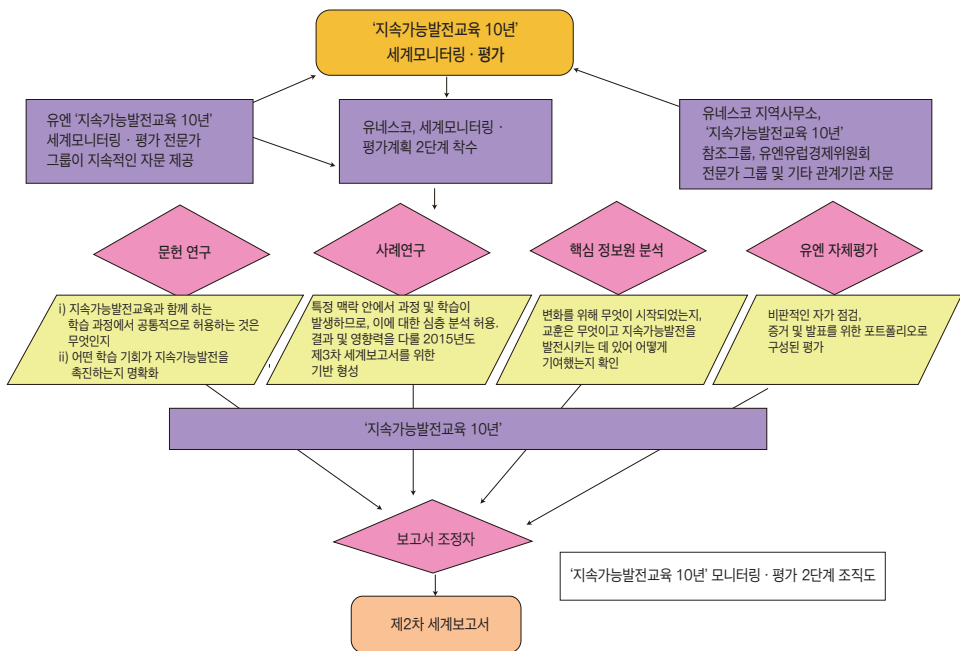 ‘지속가능발전교육 10년’
세계모니터링 · 평가
유엔 ‘지속가능발전교육 10년’
세계모니터링 · 평가 전문가
그룹이 지속적인 자문 제공
유네스코, 세계모니터링 ·
평가계획 2단계 착수
유네스코 지역사무소,
‘지속가능발전교육 10년’
참조그룹, 유엔유럽경제위원회
전문가 그룹 및 기타 관계기관 자문
문헌 연구
사례연구
핵심 정보원 분석
유엔 자체평가
i) 지속가능발전교육과 함께 하는
학습 과정에서 공통적으로 허용하는 것은
무엇인지
ii) 어떤 학습 기회가 지속가능발전을
촉진하는지 명확화
특정 맥락 안에서 과정 및 학습이
발생하므로, 이에 대한 심층 분석 허용.
결과 및 영향력을 다룰 2015년도
제3차 세계보고서를 위한
기반 형성
변화를 위해 무엇이 시작되었는지,
교훈은 무엇이고 지속가능발전을
발전시키는 데 있어 어떻게
기여했는지 확인
비판적인 자가 점검,
증거 및 발표를 위한 포트폴리오로
구성된 평가
‘지속가능발전교육 10년’
보고서 조정자
‘지속가능발전교육 10년’ 모니터링 · 평가 2단계 조직도
제2차 세계보고서